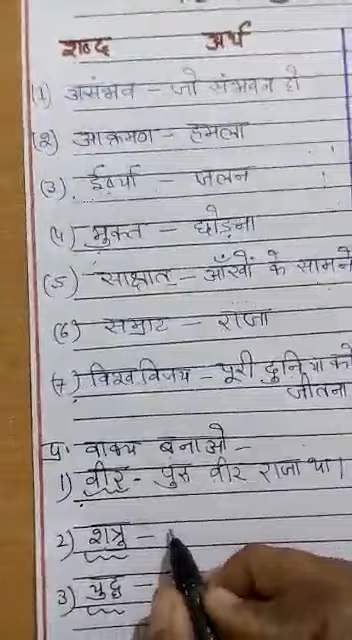 शब्द अर्थ
(1) असंभव - जो संभव न हो
(2) आक्रमण - हमला
(3) ईर्ष्या - जलन
(4) मुक्त - छोड़ना
(5) साक्षात - आँखों के सामने
(6) सम्राट - राजा
(7) विश्व विजय - पूरी दुनिया को
जीतना
प्र. वाक्य बनाओ -
1) वीर - पुरु वीर राजा था।
2) शत्रु -
3) युद्ध -